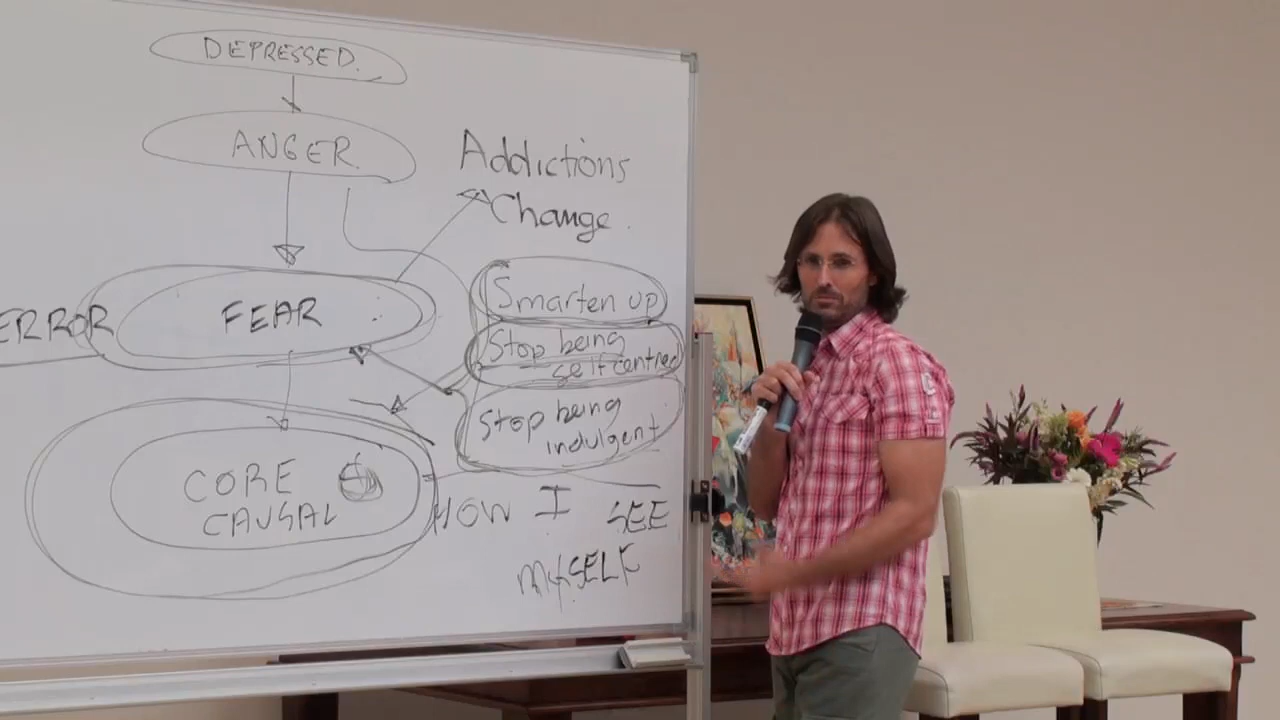 DEPRESSED.
ANGER.
Addictions
Change.
Smarten up
ERROR
FEAR
Stop being
self centred
Stop being
indulgent
CORE
CAUSAL
HOW I SEE
MYSELF